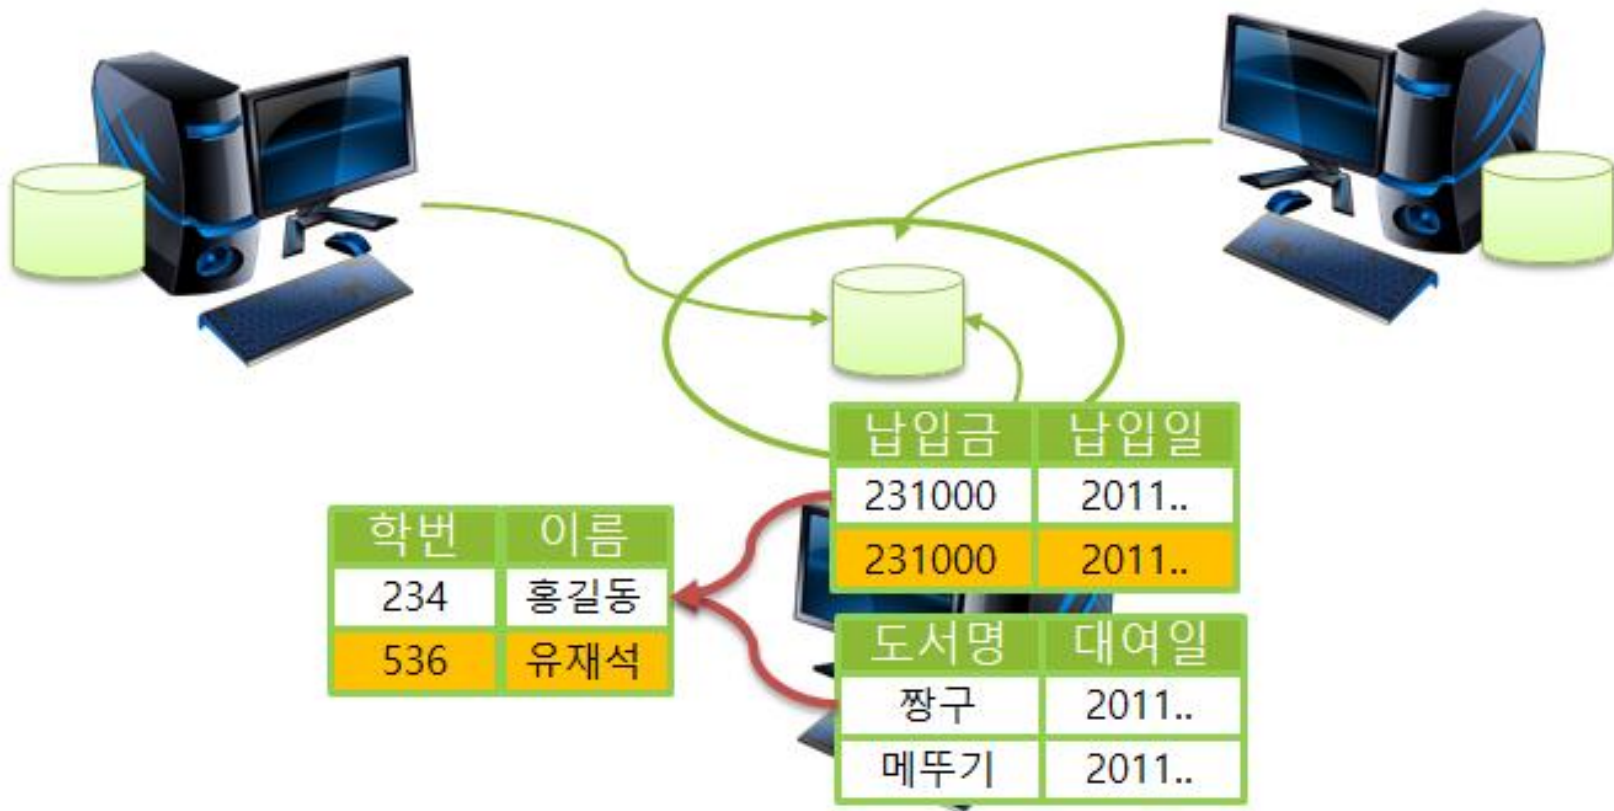 납입금 납입일
231000 2011..
231000 2011..
학번 이름
234 홍길동
536 유재석
도서명 대여일
짱구 2011..
메뚜기 2011..